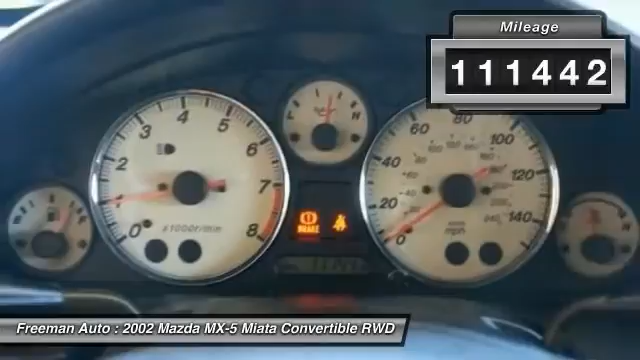 Mileage
111442
L H
0 1 2 3 4 5 6 7 8
x1000r/min
BRAKE
0 20 40 60 80 100 120 140
mph
F
H
Freeman Auto : 2002 Mazda MX-5 Miata Convertible RWD